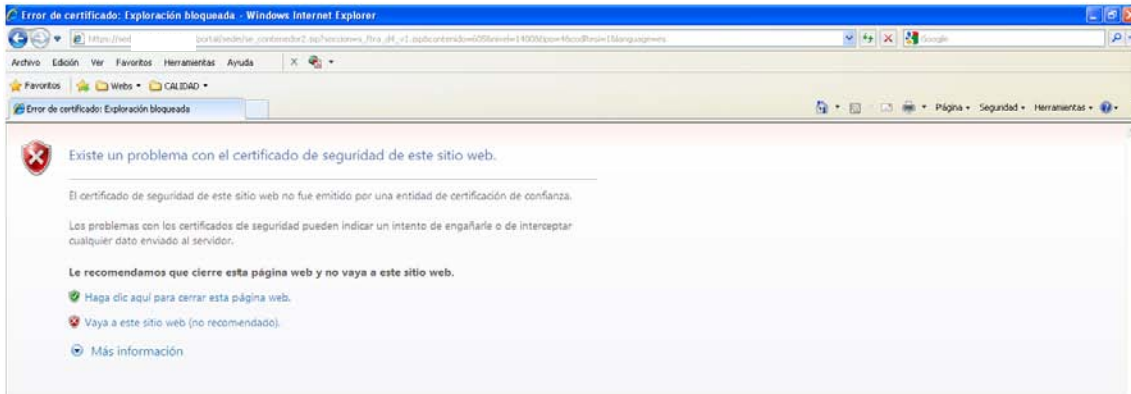 Error de certificado: Exploración bloqueada - Windows Internet Explorer
Google
Archivo Edición Ver Favoritos Herramientas Ayuda X
Favoritos Webs CALIDAD
Error de certificado: Exploración bloqueada Página Seguridad Herramientas
Existe un problema con el certificado de seguridad de este sitio web.
El certificado de seguridad de este sitio web no fue emitido por una entidad de certificación de confianza.
Los problemas con los certificados de seguridad pueden indicar un intento de engañarle o de interceptar
cualquier dato enviado al servidor.
Le recomendamos que cierre esta página web y no vaya a este sitio web.
Haga clic aquí para cerrar esta página web.
Vaya a este sitio web (no recomendado).
Más información